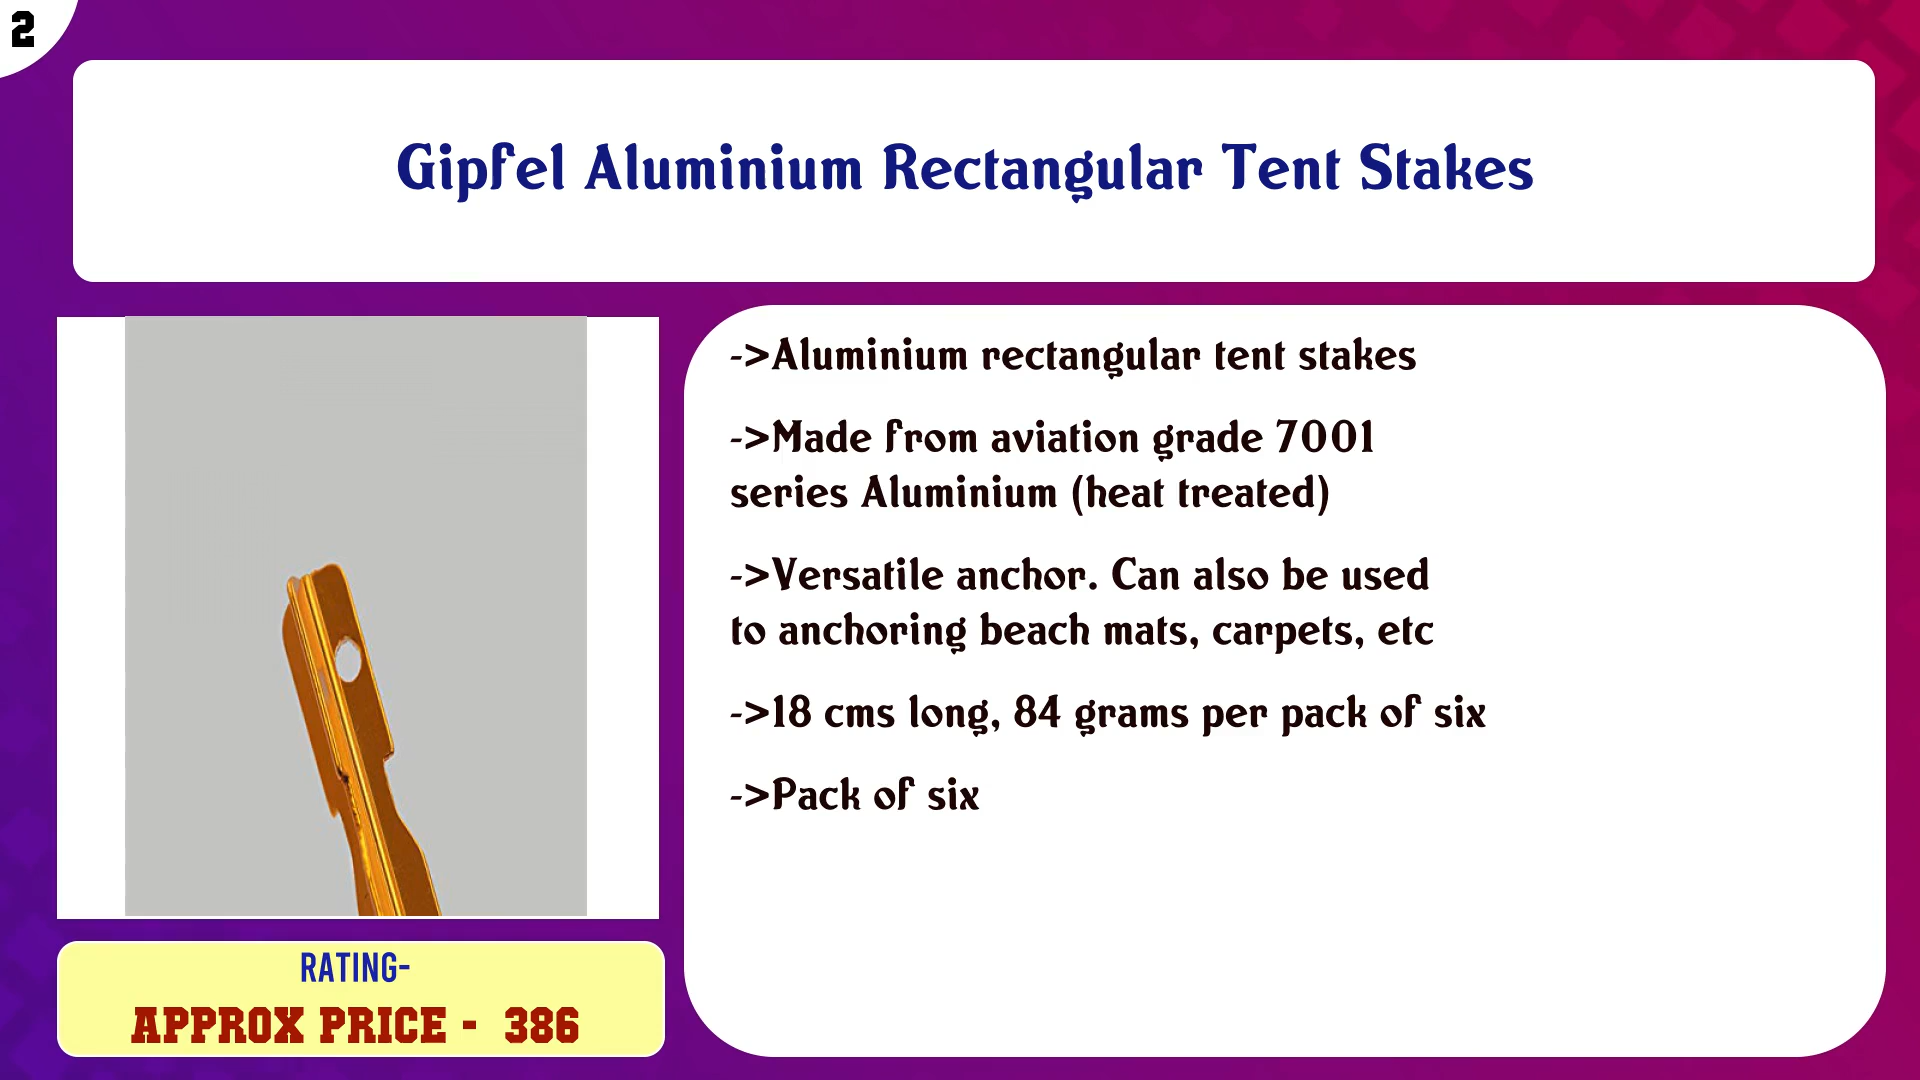 2
Gipfel Aluminium Rectangular Tent Stakes
->Aluminium rectangular tent stakes
->Made from aviation grade 7001
series Aluminium (heat treated)
->Versatile anchor. Can also be used
to anchoring beach mats, carpets, etc
->18 cms long, 84 grams per pack of six
->Pack of six
RATING-
APPROX PRICE - 386